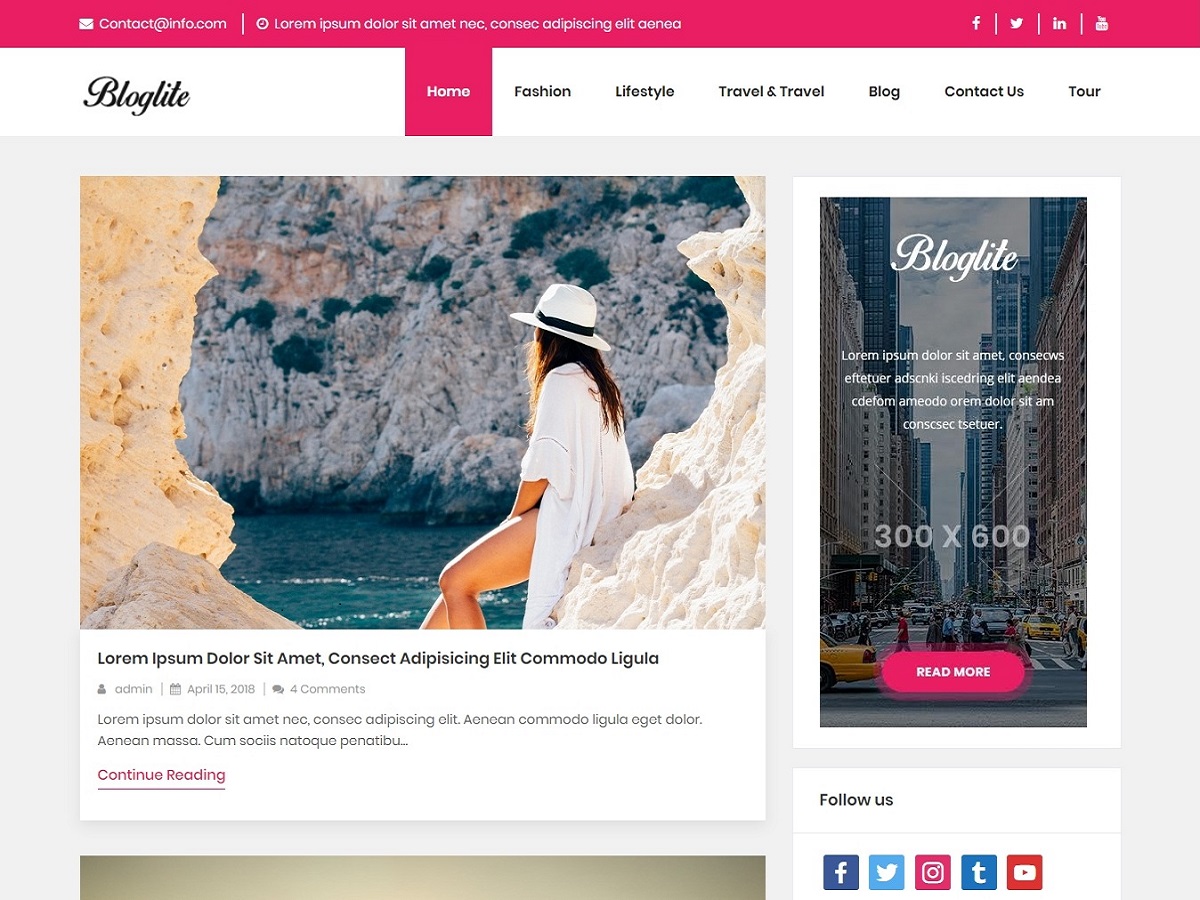 Contact@info.com Lorem ipsum dolor sit amet nec, consec adipiscing elit aenea
Bloglite
Home Fashion Lifestyle Travel & Travel Blog Contact Us Tour
Lorem Ipsum Dolor Sit Amet, Consect Adipisicing Elit Commodo Ligula
admin April 15, 2018 4 Comments
Lorem ipsum dolor sit amet nec, consec adipiscing elit. Aenean commodo ligula eget dolor.
Aenean massa. Cum sociis natoque penatibu...
Continue Reading
Bloglite
Lorem ipsum dolor sit amet, consecws
eftetuer adscnki iscedring elit aendea
cdefom ameodo orem dolor sit am
conscsec tsetuer.
300 X 600
READ MORE
Follow us